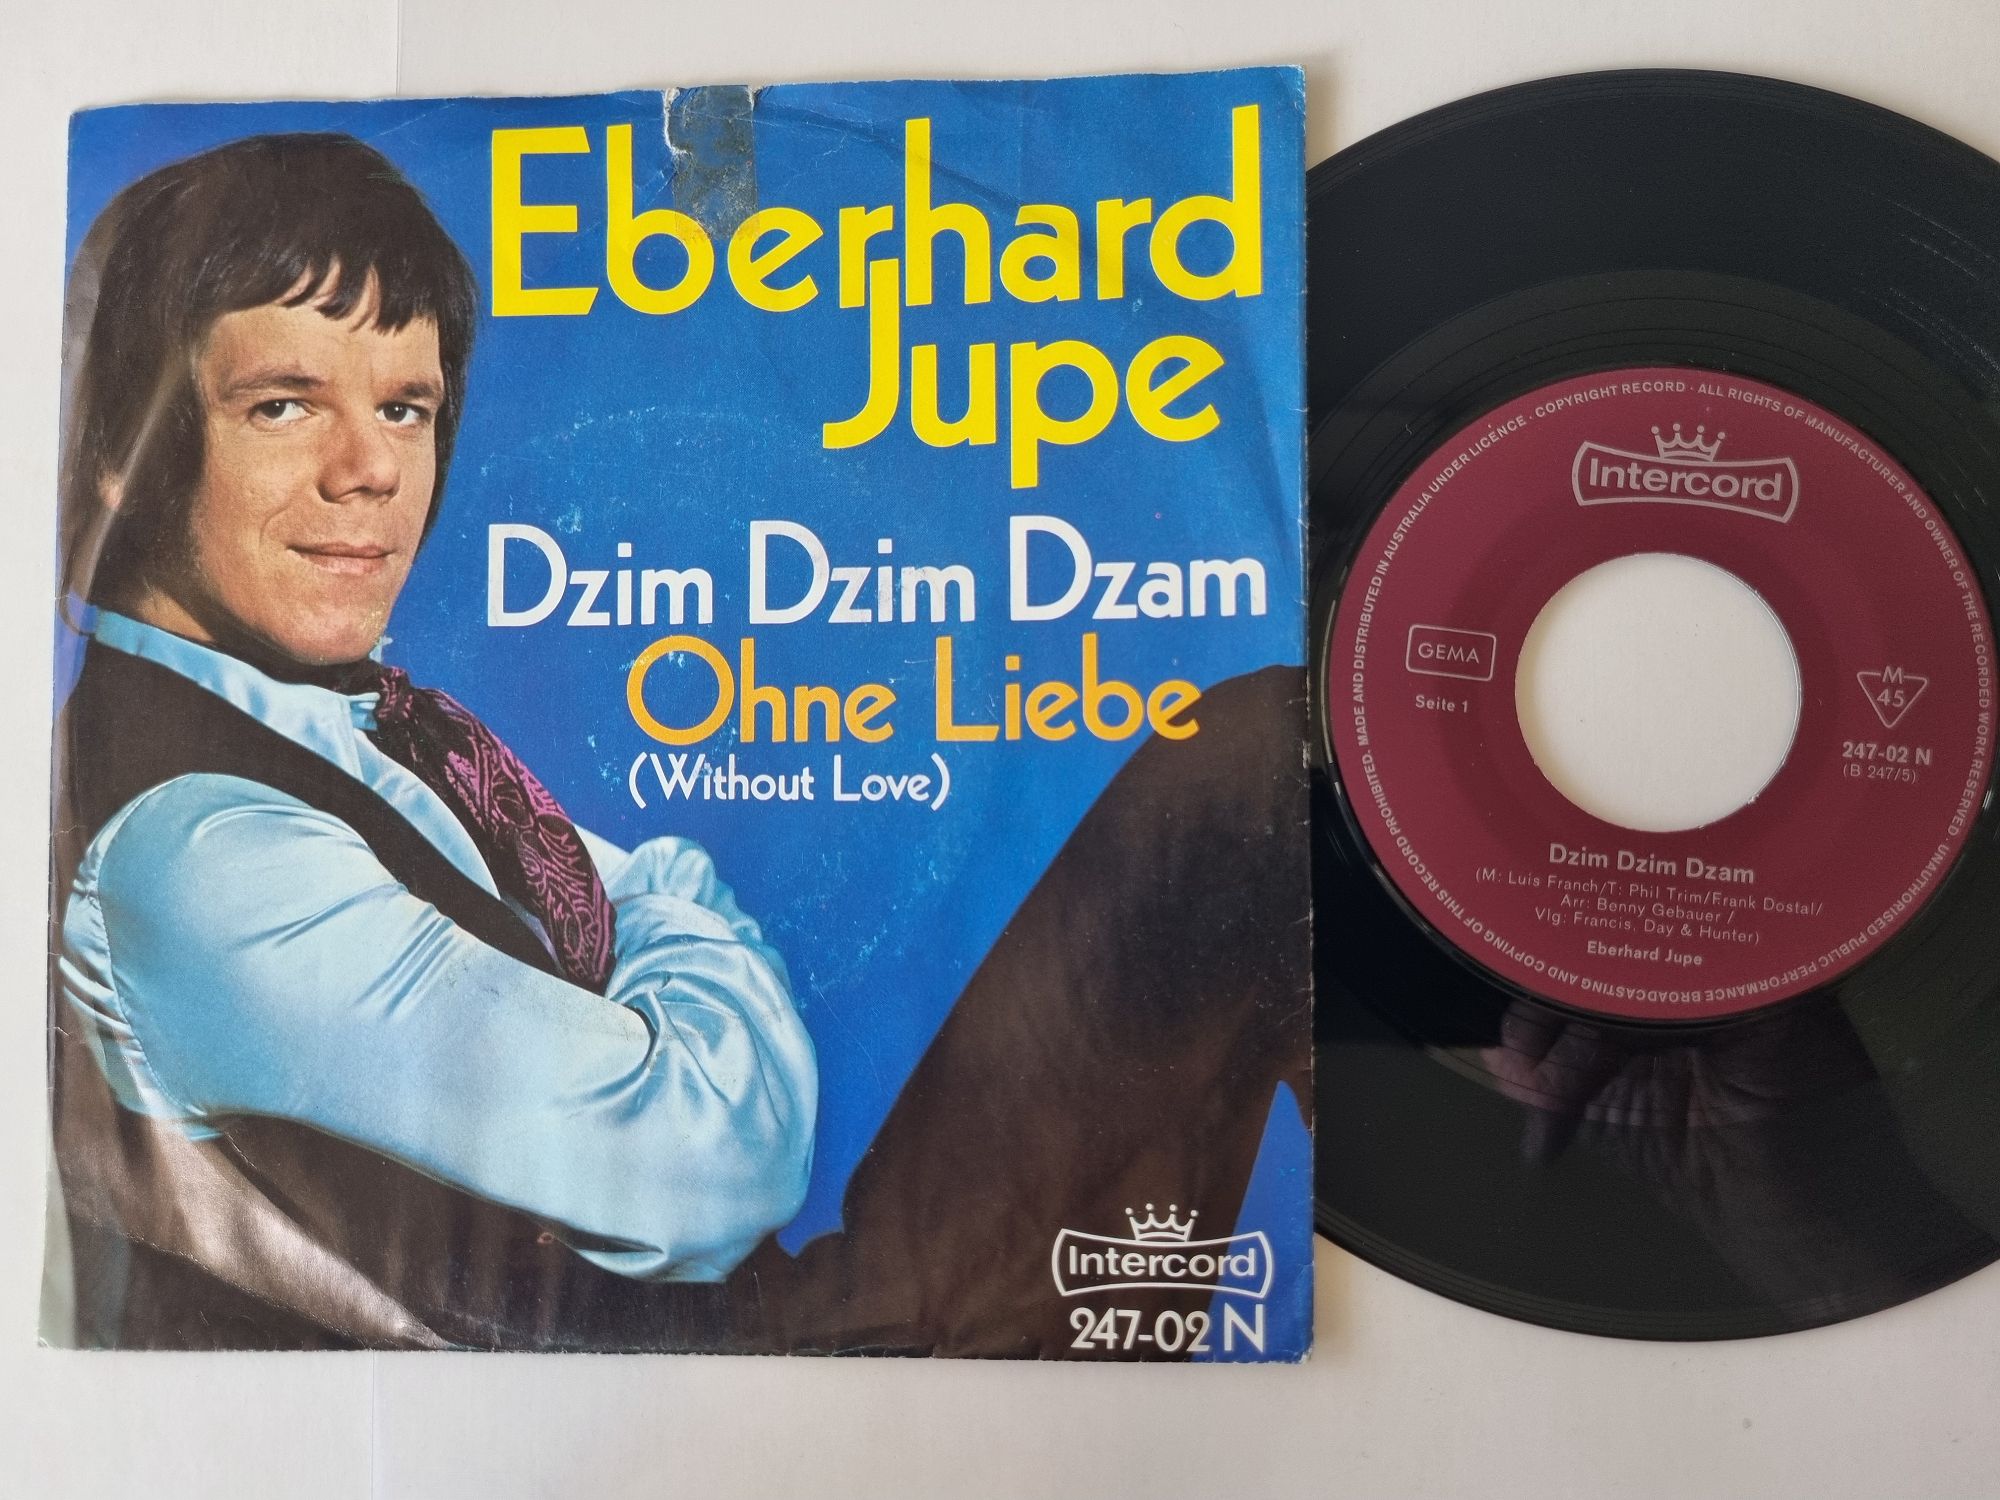 Eberhard
Jupe
Dzim Dzim Dzam
Ohne Liebe
(Without Love)
Intercord
247-02 N
MADE AND DISTRIBUTED IN AUSTRALIA UNDER LICENCE · COPYRIGHT RECORD · ALL RIGHTS OF MANUFACTURER AND OWNER OF THE RECORDED WORK RESERVED · UNAUTHORISED PUBLIC PERFORMANCE BROADCASTING AND COPYING OF THIS RECORD PROHIBITED.
Intercord
GEMA
Seite 1
M
45
247-02 N
(B 247/5)
Dzim Dzim Dzam
(M: Luis Franch/T: Phil Trim/Frank Dostal/
Arr: Benny Gebauer /
Vlg: Francis, Day & Hunter)
Eberhard Jupe